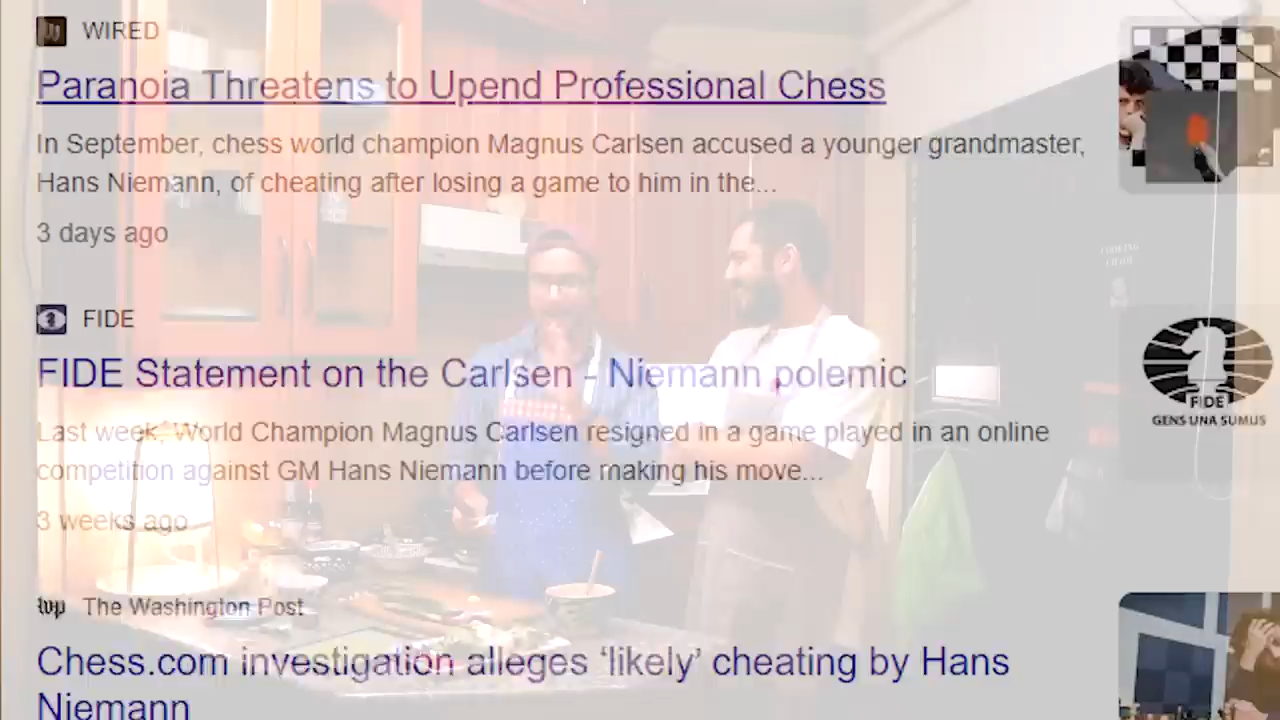 WIRED
Paranoia Threatens to Upend Professional Chess
In September, chess world champion Magnus Carlsen accused a younger grandmaster,
Hans Niemann, of cheating after losing a game to him in the...
3 days ago
FIDE
FIDE Statement on the Carlsen - Niemann polemic
FIDE
GENS UNA SUMUS
Last week, World Champion Magnus Carlsen resigned in a game played in an online
competition against GM Hans Niemann before making his move...
3 weeks ago
wp The Washington Post
Chess.com investigation alleges ‘likely’ cheating by Hans
Niemann